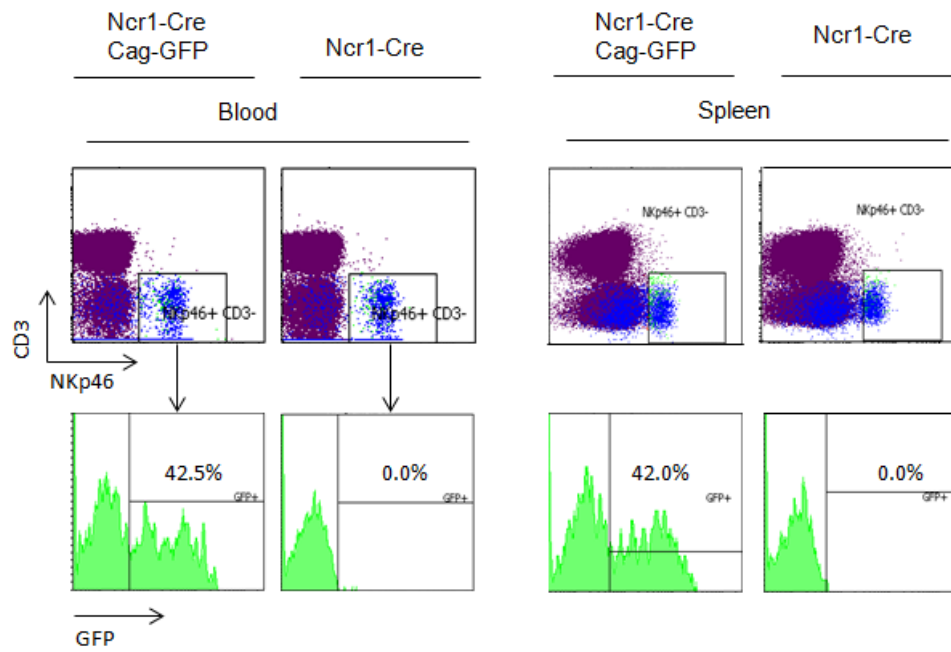 Ncr1-Cre
Cag-GFP
Ncr1-Cre
Ncr1-Cre
Cag-GFP
Ncr1-Cre
Blood
Spleen
NKp46+ CD3-
NKp46+ CD3-
NKp46+ CD3-
NKp46+ CD3-
CD3
NKp46
42.5%
GFP+
0.0%
GFP+
42.0%
GFP+
0.0%
GFP+
GFP